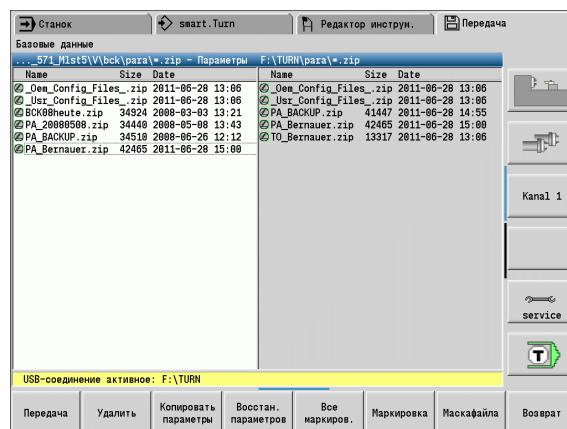 Станок
smart.Turn
Редактор инструм.
Передача
Базовые данные
..._571_Mlst5\V\bck\para\*.zip - Параметры
F:\TURN\para\*.zip
Name Size Date
_Oem_Config_Files_.zip 2011-06-28 13:06
_Usr_Config_Files_.zip 2011-06-28 13:06
BCK08heute.zip 34924 2008-03-03 13:21
PA_20080508.zip 34440 2008-05-08 13:43
PA_BACKUP.zip 34510 2008-06-26 12:12
PA_Bernauer.zip 42465 2011-06-28 15:00
Name Size Date
_Oem_Config_Files_.zip 2011-06-28 13:06
_Usr_Config_Files_.zip 2011-06-28 13:06
PA_BACKUP.zip 41447 2011-06-28 14:55
PA_Bernauer.zip 42465 2011-06-28 15:00
TO_Bernauer.zip 13317 2011-06-28 13:06
Kanal 1
service
T
USB-соединение активное: F:\TURN
Передача
Удалить
Копировать
параметры
Восстан.
параметров
Все
маркиров.
Маркировка
Маскафайла
Возврат